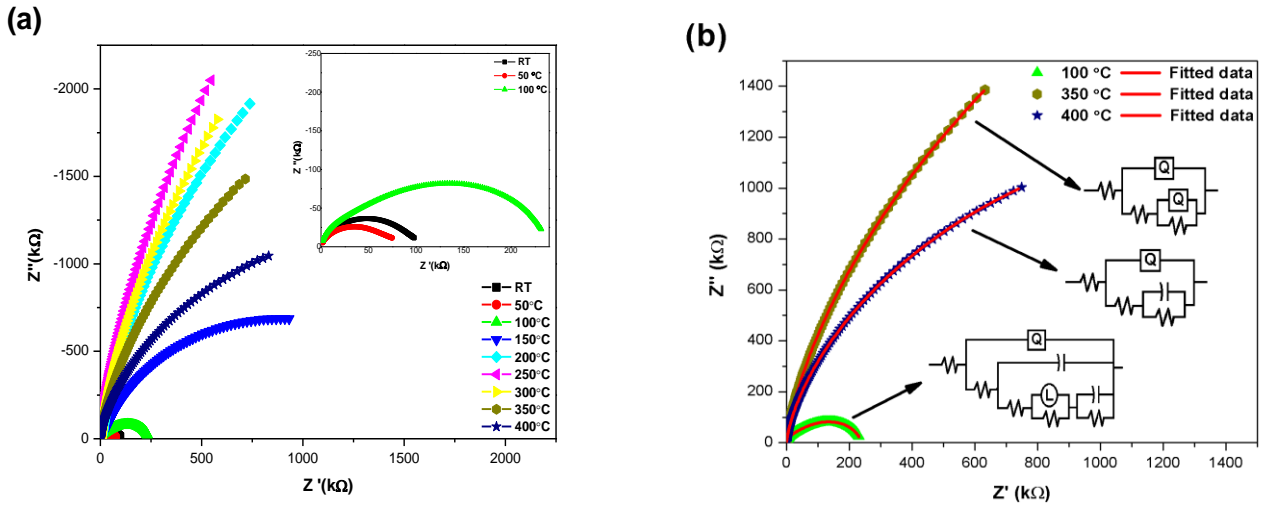 (a)
-2000
-1500
-1000
-500
0
Z''(kΩ)
0 500 1000 1500 2000
Z '(kΩ)
-250
-200
-150
-100
-50
0
Z ''(kΩ)
0 50 100 150 200
Z '(kΩ)
RT
50 °C
100 °C
RT
50°C
100°C
150°C
200°C
250°C
300°C
350°C
400°C
(b)
1400
1200
1000
800
600
400
200
0
Z'' (kΩ)
0 200 400 600 800 1000 1200 1400
Z' (kΩ)
100 °C Fitted data
350 °C Fitted data
400 °C Fitted data
Q
Q
Q
Q
L